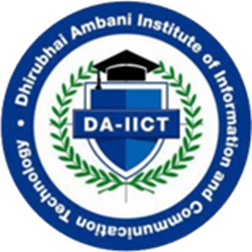 • Dhirubhai Ambani Institute of Information and Communication Technology
DA-IICT